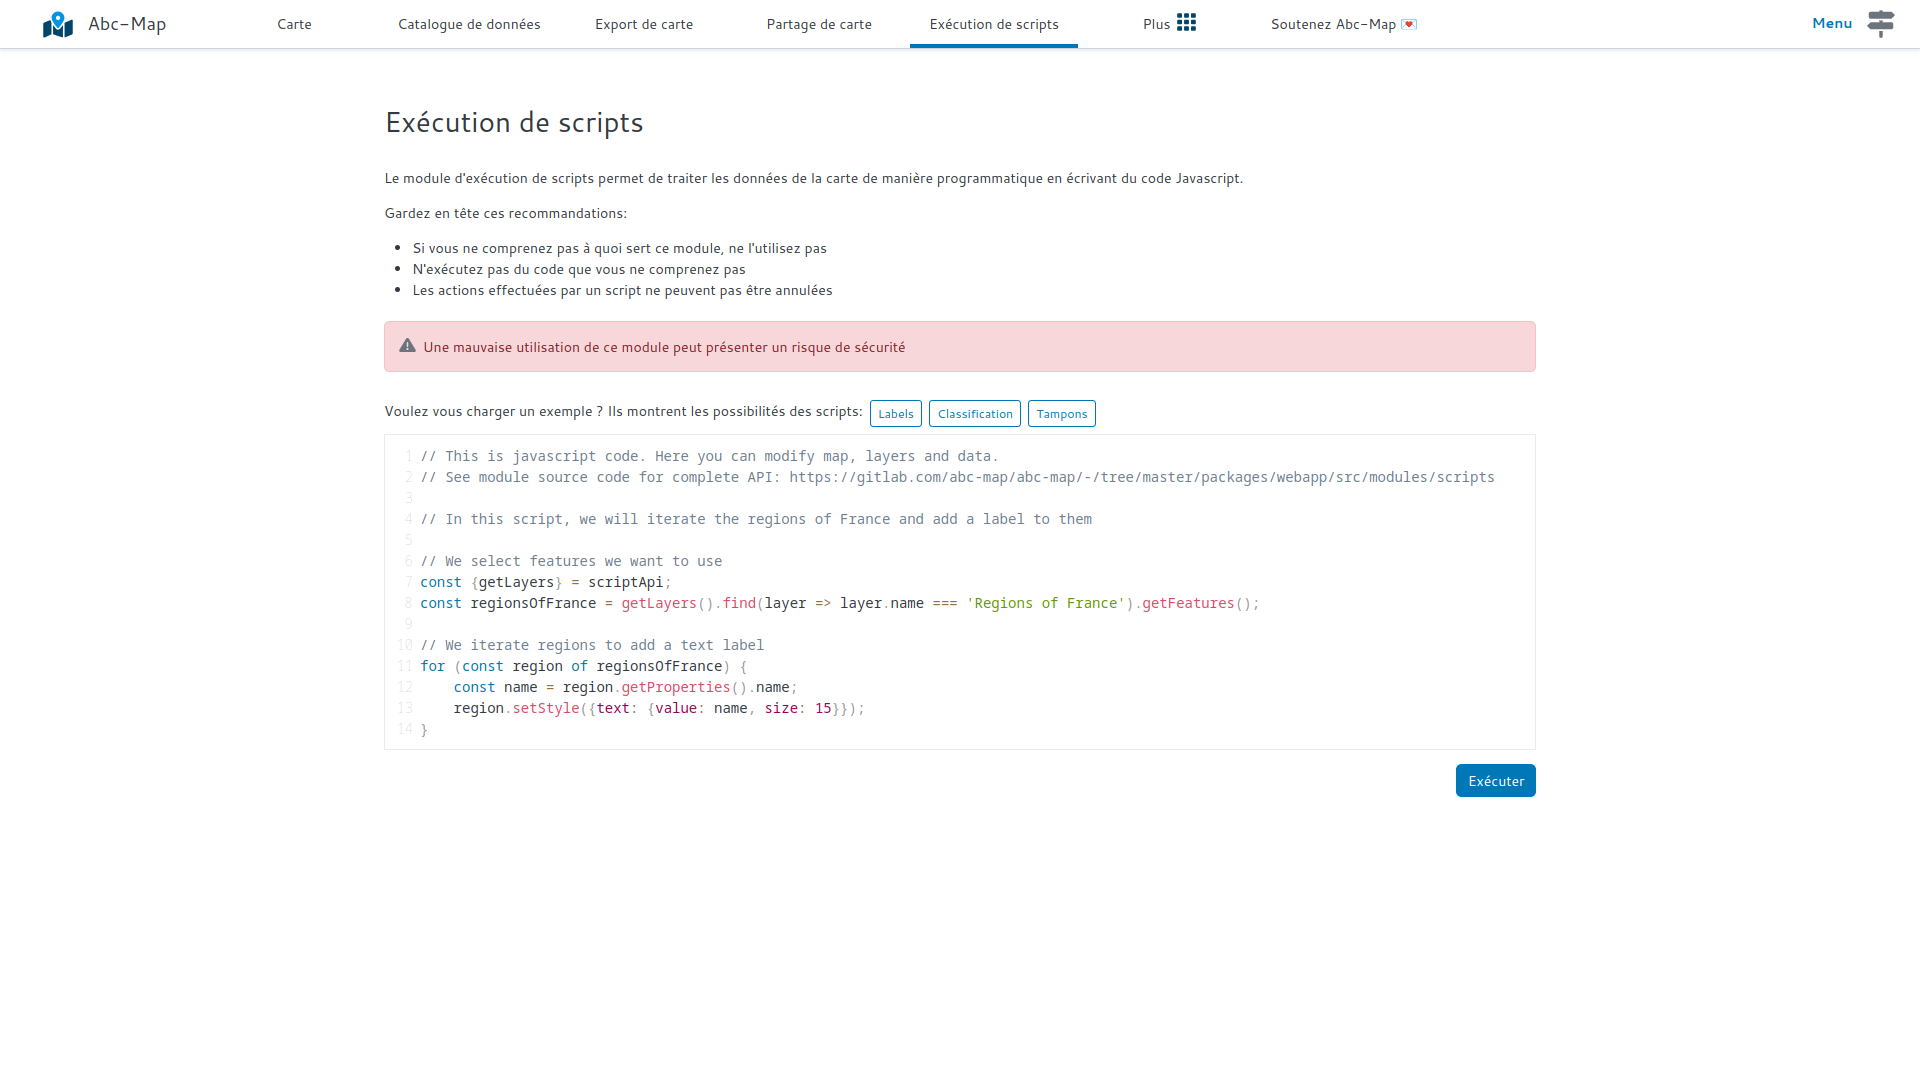 Abc-Map
Carte
Catalogue de données
Export de carte
Partage de carte
Exécution de scripts
Plus
Soutenez Abc-Map
Menu
Exécution de scripts
Le module d'exécution de scripts permet de traiter les données de la carte de manière programmatique en écrivant du code Javascript.
Gardez en tête ces recommandations:
Si vous ne comprenez pas à quoi sert ce module, ne l'utilisez pas
N'exécutez pas du code que vous ne comprenez pas
Les actions effectuées par un script ne peuvent pas être annulées
Une mauvaise utilisation de ce module peut présenter un risque de sécurité
Voulez vous charger un exemple ? Ils montrent les possibilités des scripts: Labels Classification Tampons
1 // This is javascript code. Here you can modify map, layers and data.
2 // See module source code for complete API: https://gitlab.com/abc-map/abc-map/-/tree/master/packages/webapp/src/modules/scripts
3
4 // In this script, we will iterate the regions of France and add a label to them
5
6 // We select features we want to use
7 const {getLayers} = scriptApi;
8 const regionsOfFrance = getLayers().find(layer => layer.name === 'Regions of France').getFeatures();
9
10 // We iterate regions to add a text label
11 for (const region of regionsOfFrance) {
12     const name = region.getProperties().name;
13     region.setStyle({text: {value: name, size: 15}});
14 }
Exécuter